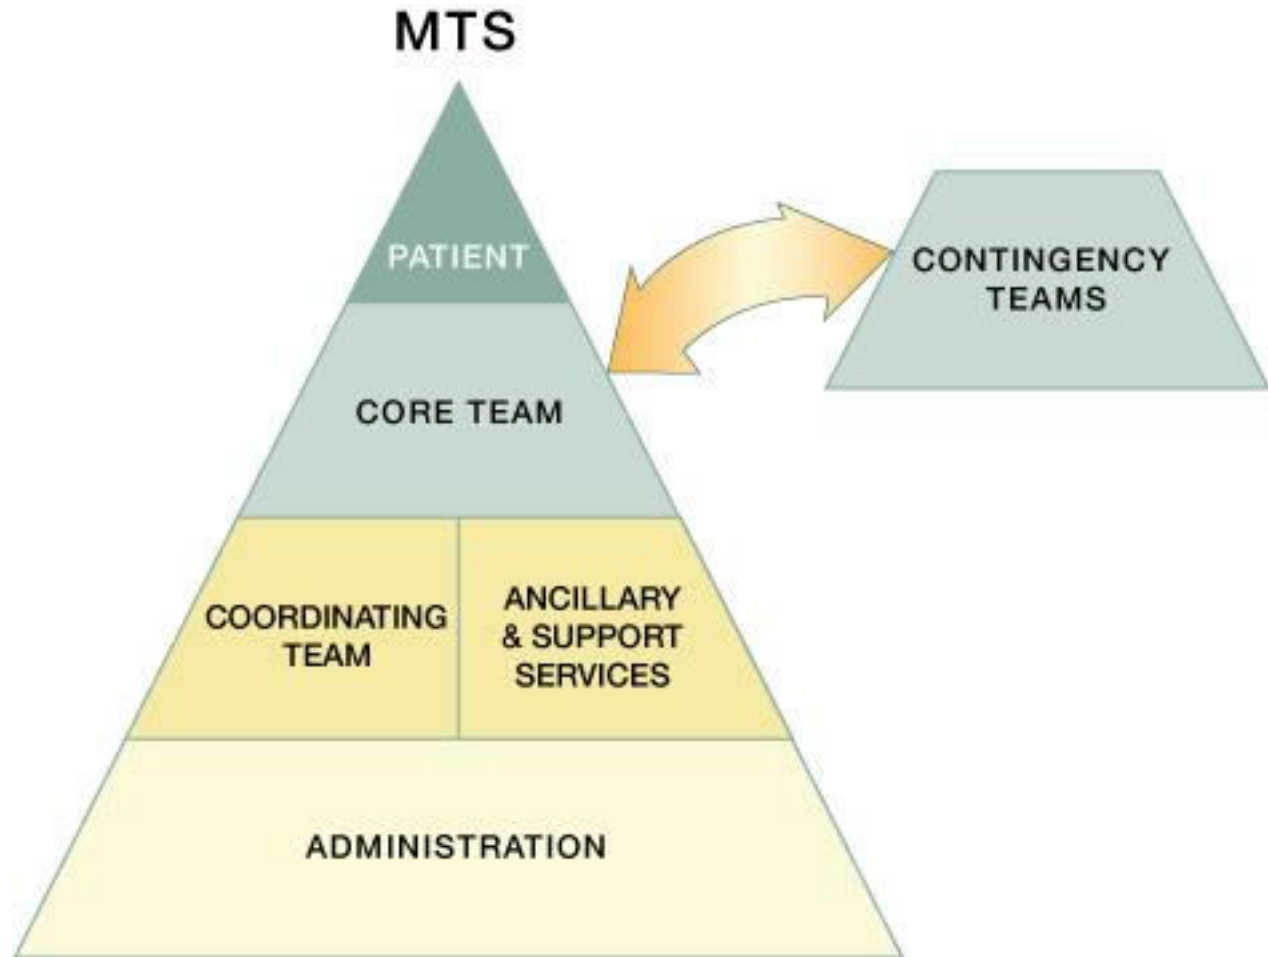 MTS
PATIENT
CONTINGENCY
TEAMS
CORE TEAM
COORDINATING
TEAM
ANCILLARY
& SUPPORT
SERVICES
ADMINISTRATION